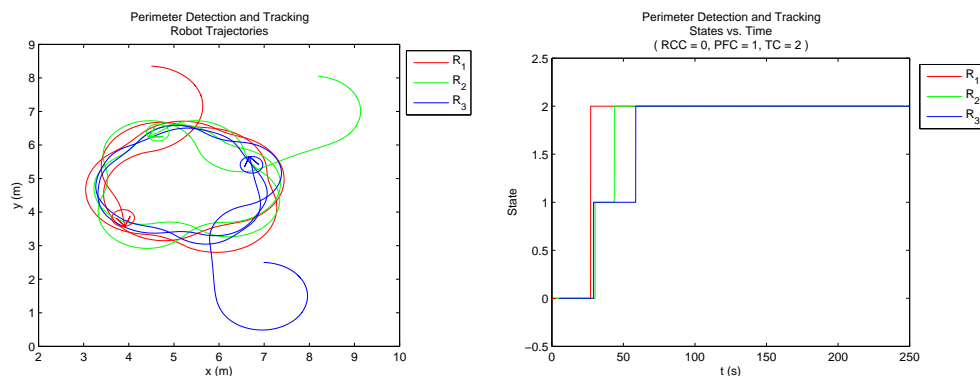 Perimeter Detection and Tracking
Robot Trajectories
9
8
7
6
5
4
3
2
1
0
y (m)
2 3 4 5 6 7 8 9 10
x (m)
R1
R2
R3
Perimeter Detection and Tracking
States vs. Time
( RCC = 0, PFC = 1, TC = 2 )
2.5
2
1.5
1
0.5
0
−0.5
State
0 50 100 150 200 250
t (s)
R1
R2
R3